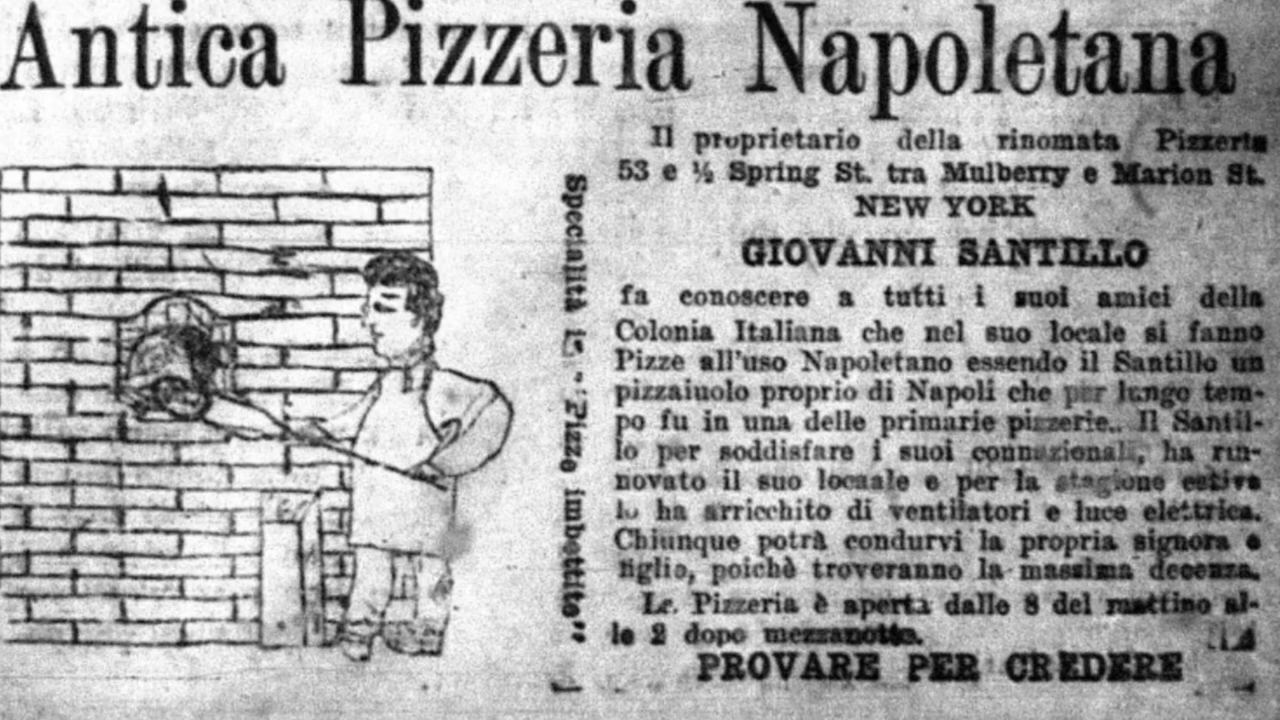 Antica Pizzeria Napoletana
Il proprietario della rinomata Pizzeria
53 e ½ Spring St. tra Mulberry e Marion St.
NEW YORK
GIOVANNI SANTILLO
fa conoscere a tutti i suoi amici della
Colonia Italiana che nel suo locale si fanno
Pizze all'uso Napoletano essendo il Santillo un
pizzaiuolo proprio di Napoli che per lungo tem-
po fu in una delle primarie pizzerie.. Il Santil-
lo per soddisfare i suoi connazionali, ha rin-
novato il suo locaale e per la stagione estiva
lo ha arricchito di ventilatori e luce elettrica.
Chiunque potrà condurvi la propria signora e
figlio, poichè troveranno la massima decenza.
La Pizzeria è aperta dalle 8 del mattino al-
le 2 dopo mezzanotte.
PROVARE PER CREDERE
Specialità "Pizze imbottite"